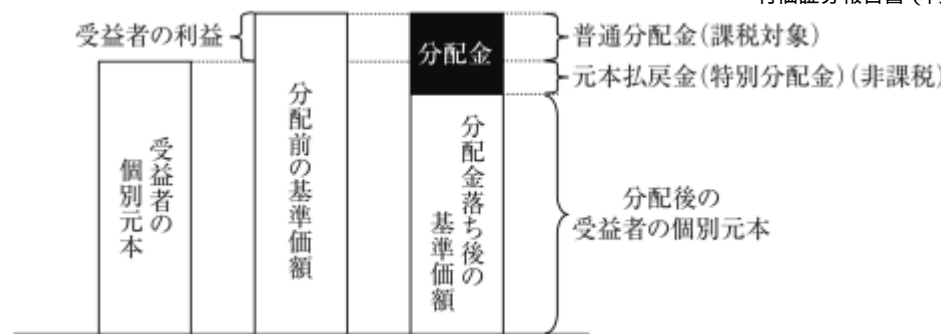 受益者の利益
分配金
普通分配金(課税対象)
元本払戻金(特別分配金)(非課税)
受益者の
個別元本
分配前の基準価額
分配金落ち後の
基準価額
分配後の
受益者の個別元本